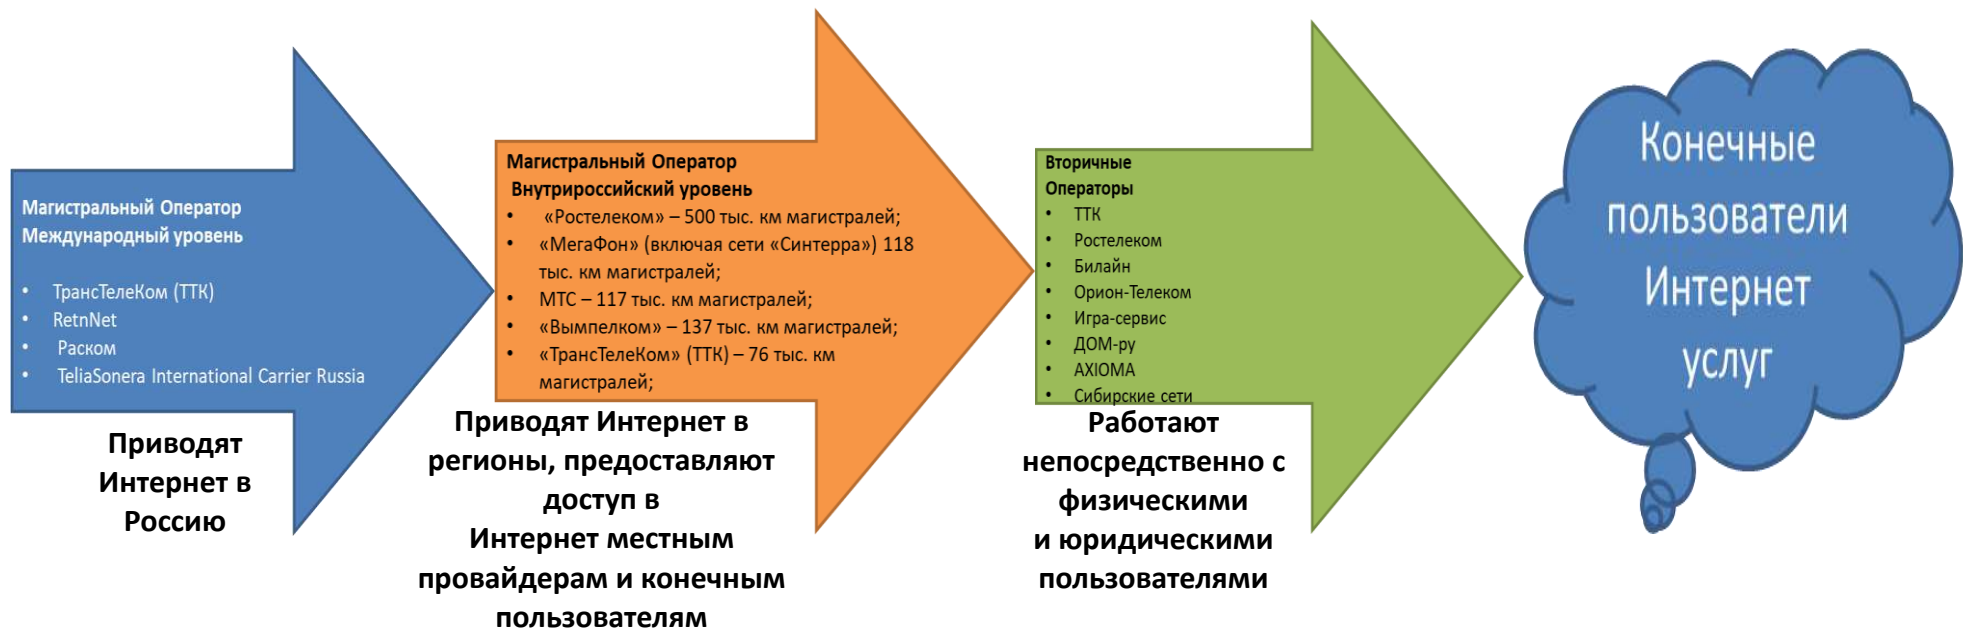 Магистральный Оператор
Международный уровень
• ТрансТелеКом (ТТК)
• RetnNet
• Раском
• TeliaSonera International Carrier Russia
Приводят
Интернет в
Россию
Магистральный Оператор
Внутрироссийский уровень
• «Ростелеком» – 500 тыс. км магистралей;
• «МегаФон» (включая сети «Синтерра») 118
тыс. км магистралей;
• МТС – 117 тыс. км магистралей;
• «Вымпелком» – 137 тыс. км магистралей;
• «ТрансТелеКом» (ТТК) – 76 тыс. км
магистралей;
Приводят Интернет в
регионы, предоставляют
доступ в
Интернет местным
провайдерам и конечным
пользователям
Вторичные
Операторы
• ТТК
• Ростелеком
• Билайн
• Орион-Телеком
• Игра-сервис
• ДОМ-ру
• AXIOMA
• Сибирские сети
Работают
непосредственно с
физическими
и юридическими
пользователями
Конечные
пользователи
Интернет
услуг